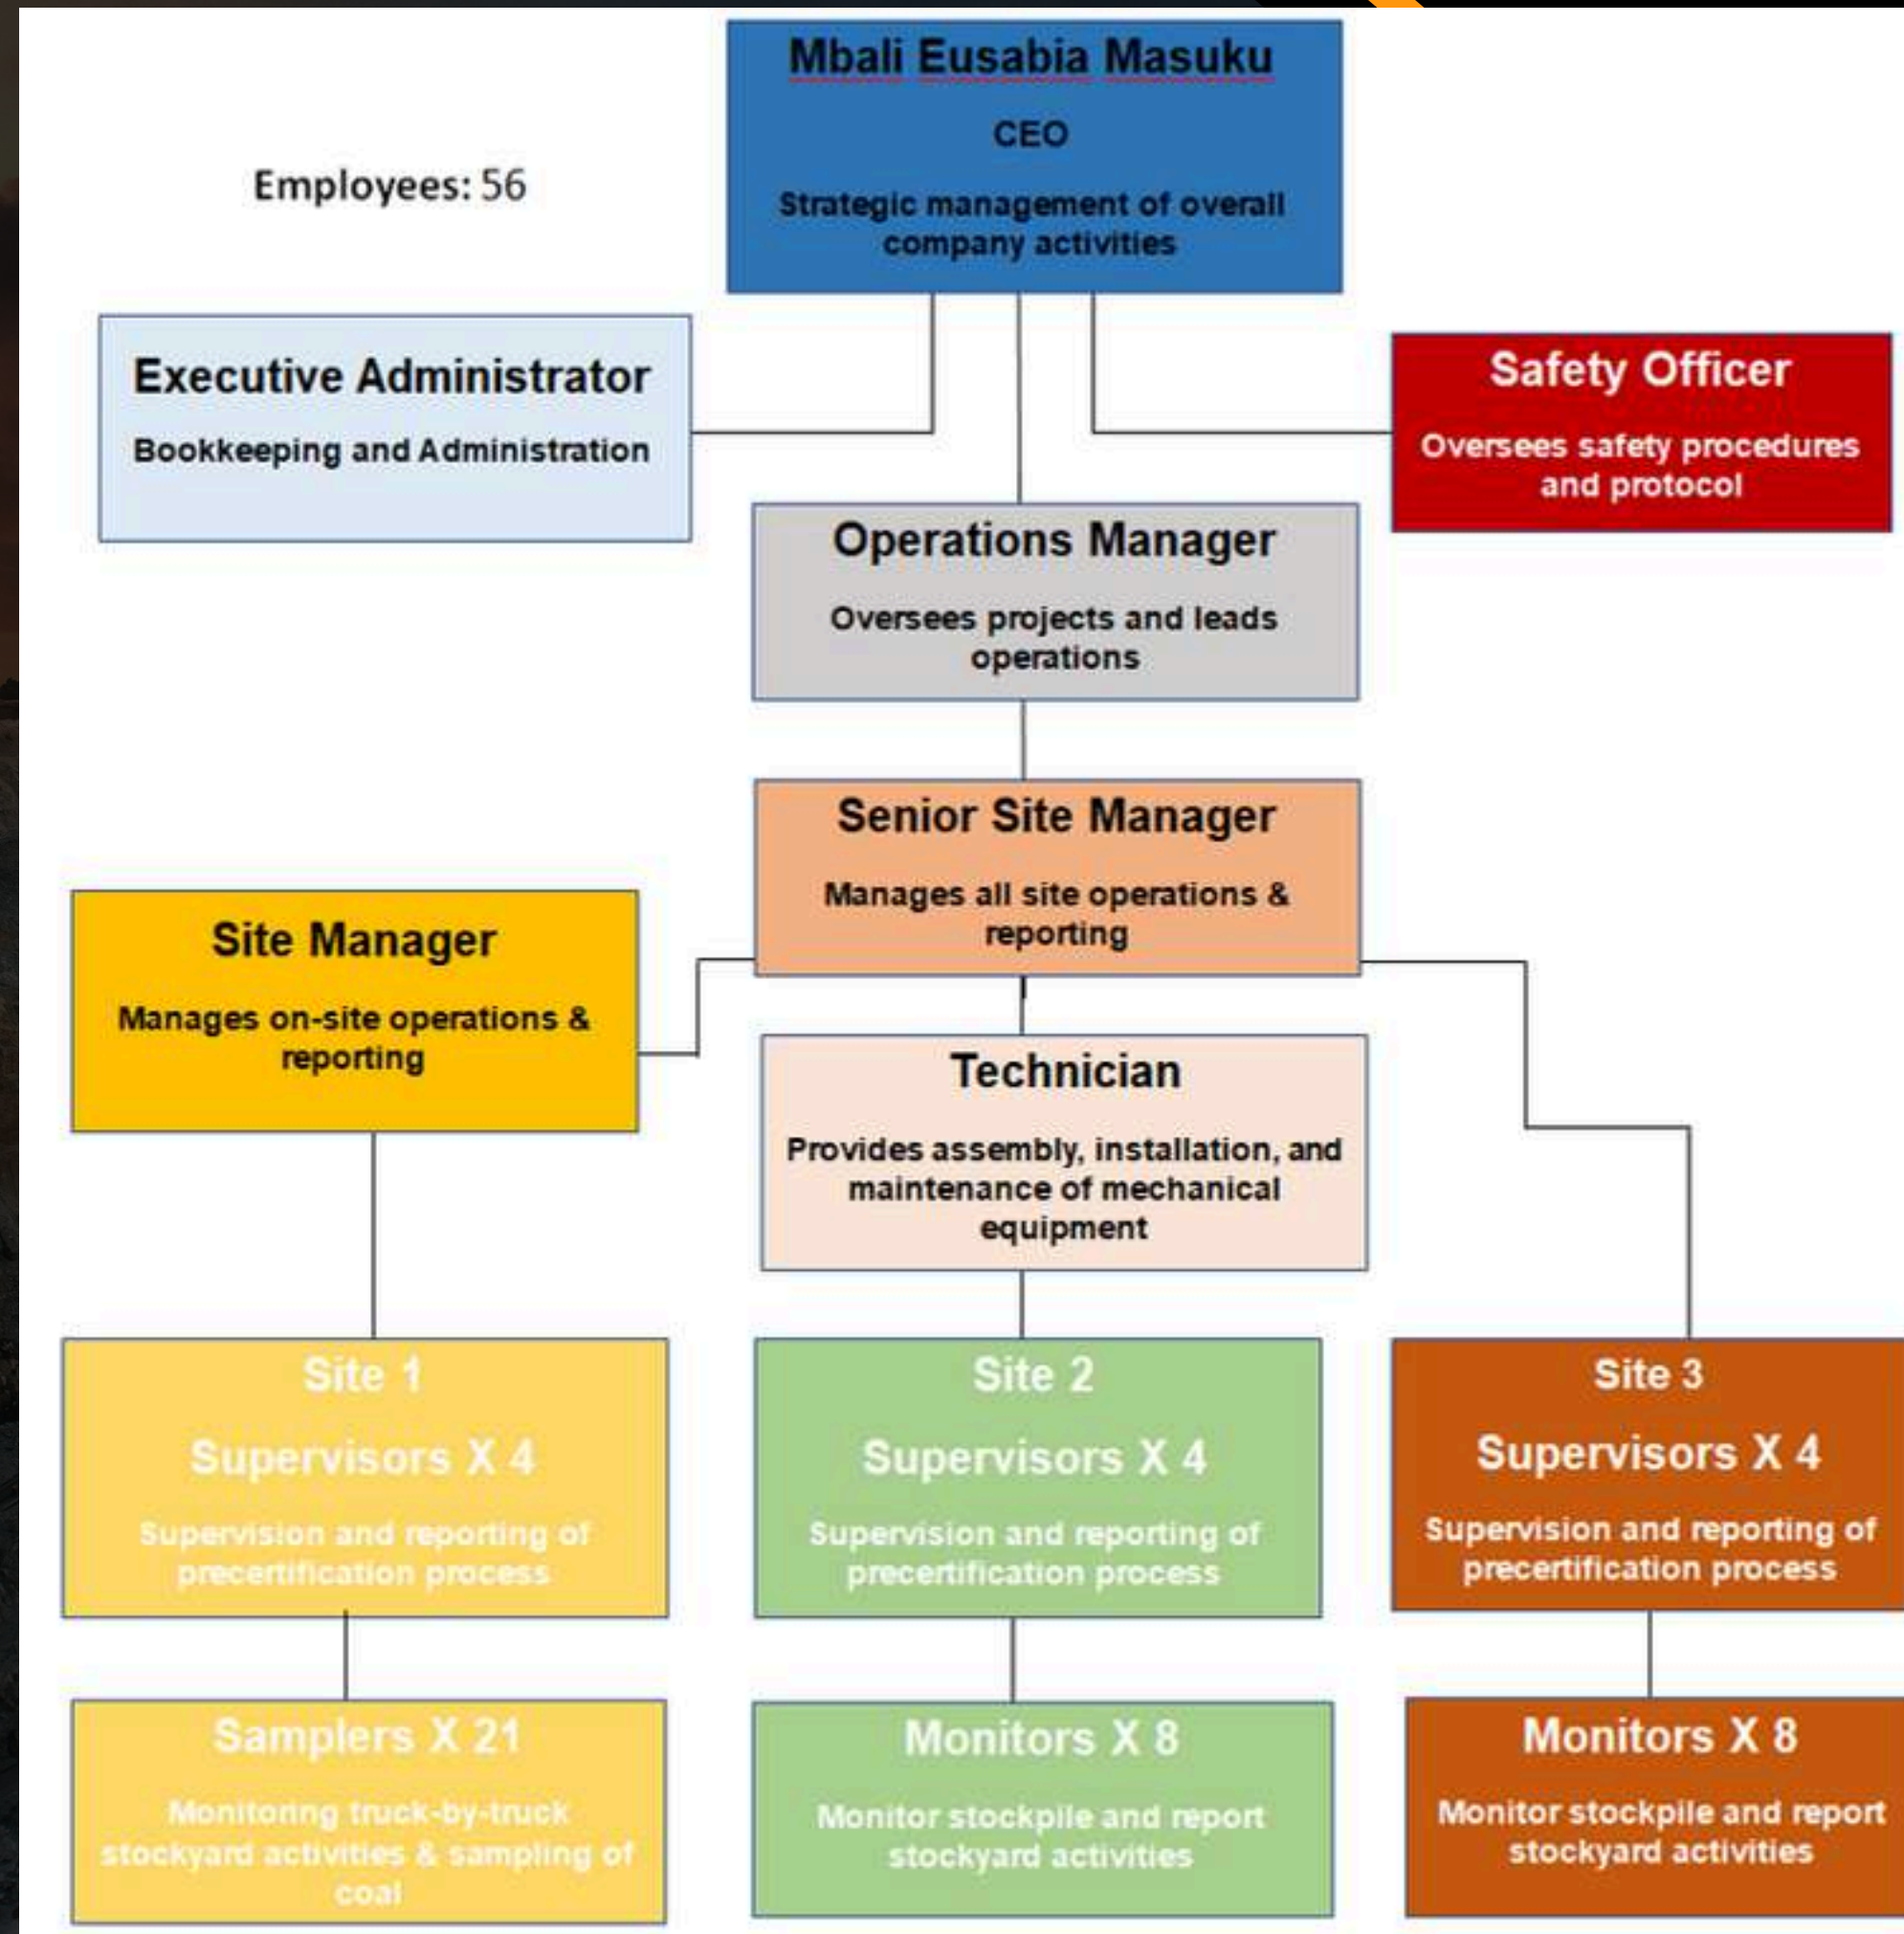 Mbali Eusabia Masuku
CEO
Strategic management of overall
company activities
Employees: 56
Executive Administrator
Bookkeeping and Administration
Safety Officer
Oversees safety procedures
and protocol
Operations Manager
Oversees projects and leads
operations
Senior Site Manager
Manages all site operations &
reporting
Site Manager
Manages on-site operations &
reporting
Technician
Provides assembly, installation, and
maintenance of mechanical
equipment
Site 1
Supervisors X 4
Supervision and reporting of
precertification process
Site 2
Supervisors X 4
Supervision and reporting of
precertification process
Site 3
Supervisors X 4
Supervision and reporting of
precertification process
Samplers X 21
Monitoring truck-by-truck
stockyard activities & sampling of
coal
Monitors X 8
Monitor stockpile and report
stockyard activities
Monitors X 8
Monitor stockpile and report
stockyard activities